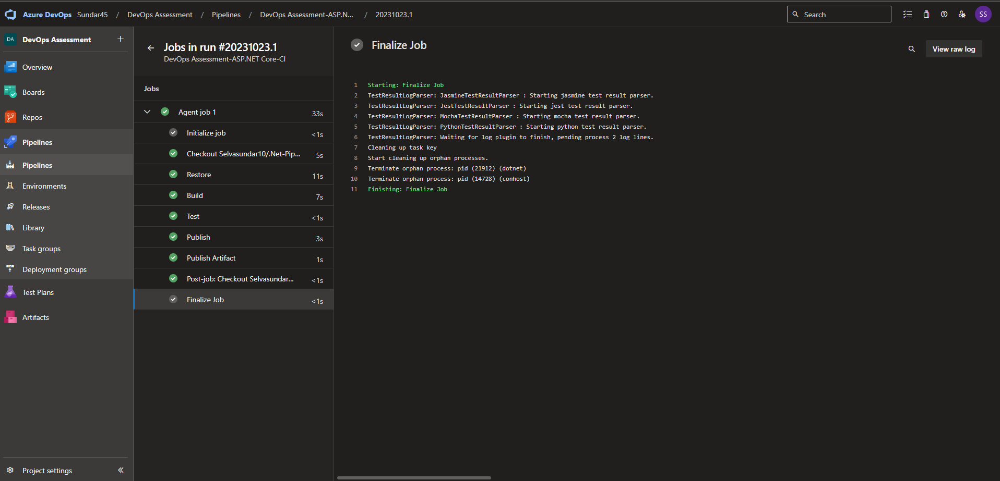 Azure DevOps Sundar45 / DevOps Assessment / Pipelines / DevOps Assessment-ASP.N... / 20231023.1
Search
SS
DA DevOps Assessment +
Overview
Boards
Repos
Pipelines
Pipelines
Environments
Releases
Library
Task groups
Deployment groups
Test Plans
Artifacts
Project settings
Jobs in run #20231023.1
DevOps Assessment-ASP.NET Core-CI
Jobs
Agent job 1 33s
Initialize job <1s
Checkout Selvasundar10/.Net-Pip... 5s
Restore 11s
Build 7s
Test <1s
Publish 3s
Publish Artifact 1s
Post-job: Checkout Selvasundar... <1s
Finalize Job <1s
Finalize Job
View raw log
1 Starting: Finalize Job
2 TestResultLogParser: JasmineTestResultParser : Starting jasmine test result parser.
3 TestResultLogParser: JestTestResultParser : Starting jest test result parser.
4 TestResultLogParser: MochaTestResultParser : Starting mocha test result parser.
5 TestResultLogParser: PythonTestResultParser : Starting python test result parser.
6 TestResultLogParser: Waiting for log plugin to finish, pending process 2 log lines.
7 Cleaning up task key
8 Start cleaning up orphan processes.
9 Terminate orphan process: pid (21912) (dotnet)
10 Terminate orphan process: pid (14728) (conhost)
11 Finishing: Finalize Job